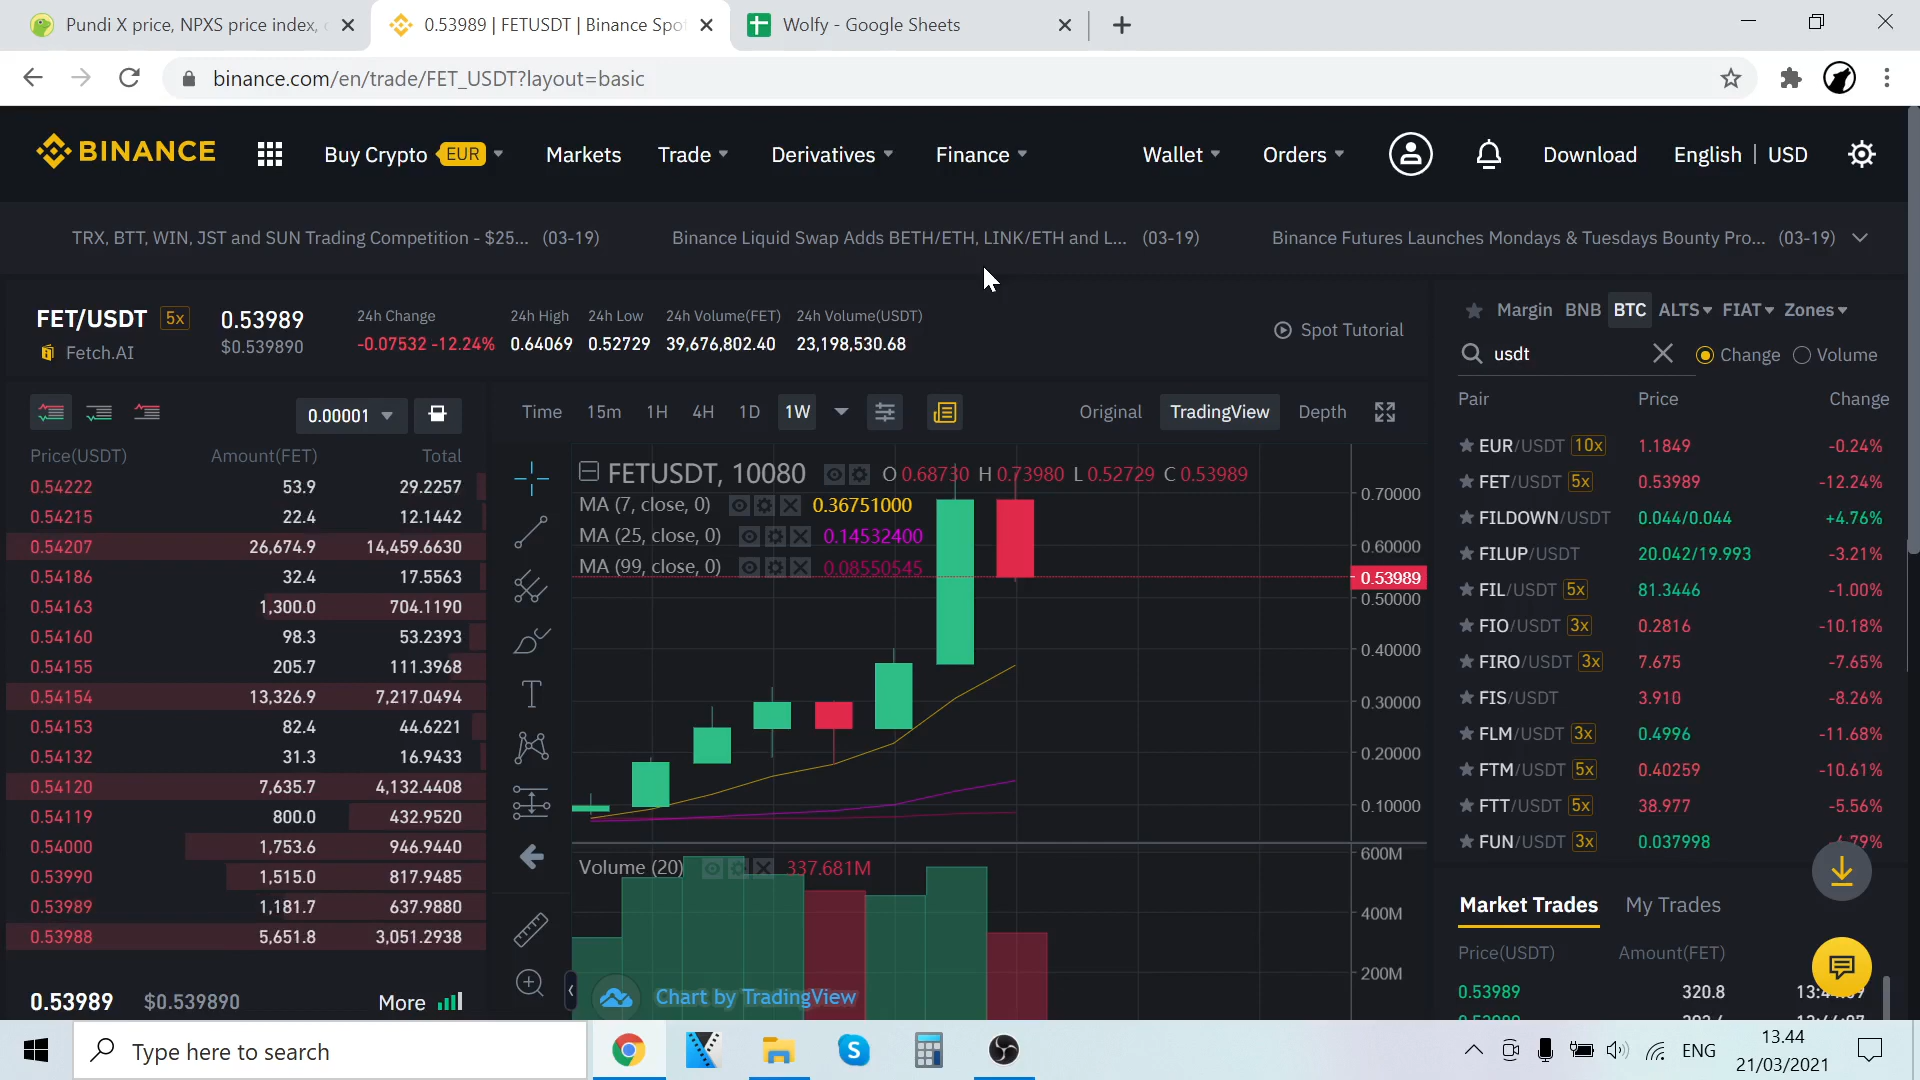 Pundi X price, NPXS price index,
0.53989 | FETUSDT | Binance Spot
Wolfy - Google Sheets
binance.com/en/trade/FET_USDT?layout=basic
BINANCE
Buy Crypto EUR
Markets
Trade
Derivatives
Finance
Wallet
Orders
Download
English | USD
TRX, BTT, WIN, JST and SUN Trading Competition - $25... (03-19)
Binance Liquid Swap Adds BETH/ETH, LINK/ETH and L... (03-19)
Binance Futures Launches Mondays & Tuesdays Bounty Pro... (03-19)
FET/USDT 5x
Fetch.AI
0.53989
$0.539890
24h Change
-0.07532 -12.24%
24h High
0.64069
24h Low
0.52729
24h Volume(FET)
39,676,802.40
24h Volume(USDT)
23,198,530.68
Spot Tutorial
0.00001
Price(USDT) Amount(FET) Total
0.54222 53.9 29.2257
0.54215 22.4 12.1442
0.54207 26,674.9 14,459.6630
0.54186 32.4 17.5563
0.54163 1,300.0 704.1190
0.54160 98.3 53.2393
0.54155 205.7 111.3968
0.54154 13,326.9 7,217.0494
0.54153 82.4 44.6221
0.54132 31.3 16.9433
0.54120 7,635.7 4,132.4408
0.54119 800.0 432.9520
0.54000 1,753.6 946.9440
0.53990 1,515.0 817.9485
0.53989 1,181.7 637.9880
0.53988 5,651.8 3,051.2938
0.53989 $0.539890 More
Time 15m 1H 4H 1D 1W
Original TradingView Depth
FETUSDT, 10080 O 0.68730 H 0.73980 L 0.52729 C 0.53989
MA (7, close, 0) 0.36751000
MA (25, close, 0) 0.14532400
MA (99, close, 0) 0.08550545
0.70000
0.60000
0.53989
0.50000
0.40000
0.30000
0.20000
0.10000
Volume (20) 337.681M
600M
400M
200M
Chart by TradingView
Margin BNB BTC ALTS FIAT Zones
usdt
Change Volume
Pair Price Change
EUR/USDT 10x 1.1849 -0.24%
FET/USDT 5x 0.53989 -12.24%
FILDOWN/USDT 0.044/0.044 +4.76%
FILUP/USDT 20.042/19.993 -3.21%
FIL/USDT 5x 81.3446 -1.00%
FIO/USDT 3x 0.2816 -10.18%
FIRO/USDT 3x 7.675 -7.65%
FIS/USDT 3.910 -8.26%
FLM/USDT 3x 0.4996 -11.68%
FTM/USDT 5x 0.40259 -10.61%
FTT/USDT 5x 38.977 -5.56%
FUN/USDT 3x 0.037998
Market Trades My Trades
Price(USDT) Amount(FET)
0.53989 320.8
Type here to search
ENG
13.44
21/03/2021